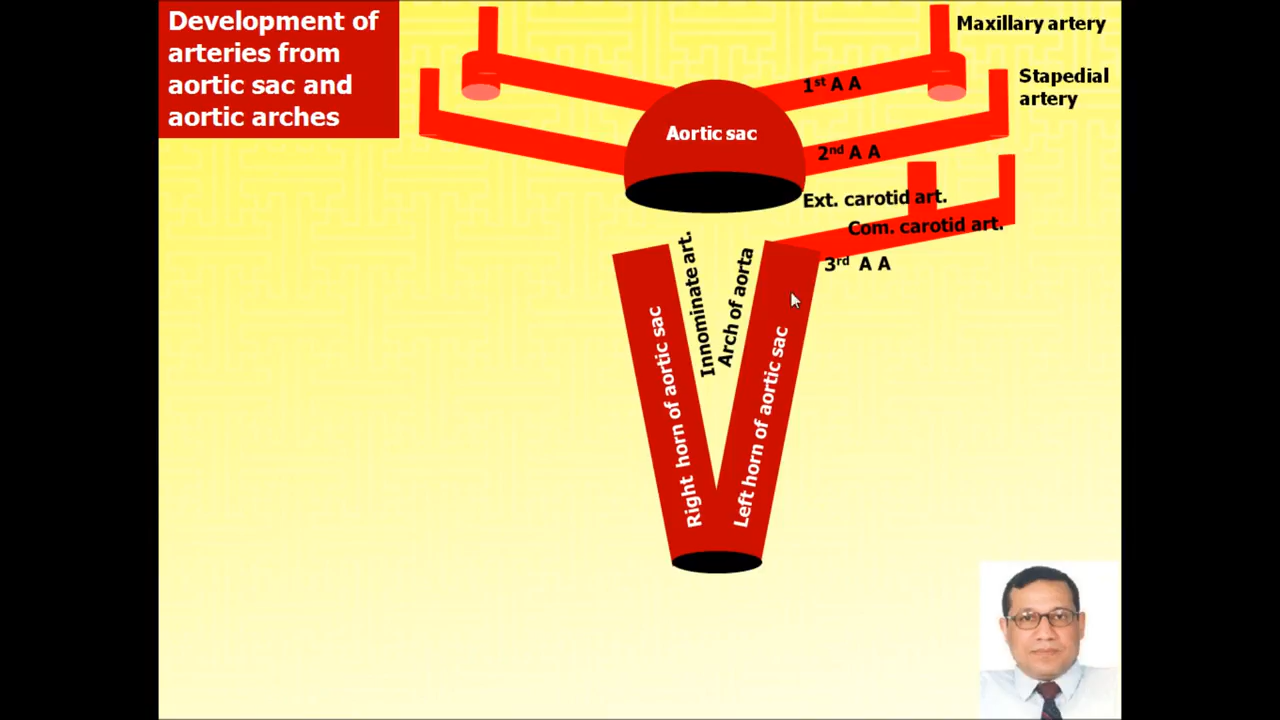 Development of
arteries from
aortic sac and
aortic arches
Maxillary artery
Stapedial
artery
1st A A
Aortic sac
2nd A A
Ext. carotid art.
Com. carotid art.
3rd A A
Innominate art.
Arch of aorta
Right horn of aortic sac
Left horn of aortic sac